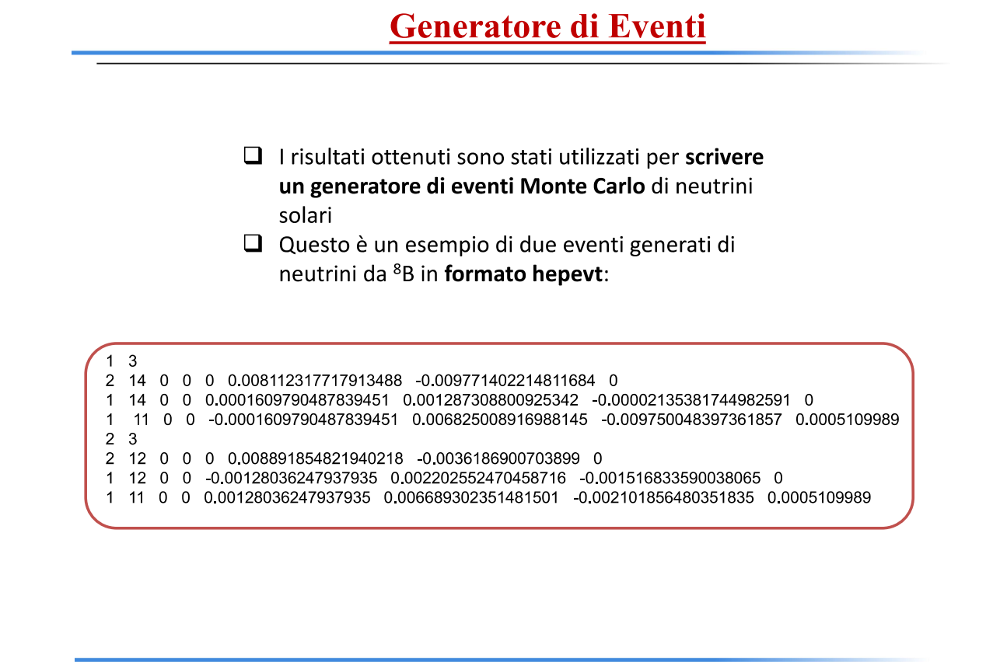 Generatore di Eventi
❑ I risultati ottenuti sono stati utilizzati per scrivere
un generatore di eventi Monte Carlo di neutrini
solari
❑ Questo è un esempio di due eventi generati di
neutrini da ⁸B in formato hepevt:
1 3
2 14 0 0 0 0.008112317717913488 -0.009771402214811684 0
1 14 0 0 0.0001609790487839451 0.001287308800925342 -0.00002135381744982591 0
1 11 0 0 -0.0001609790487839451 0.006825008916988145 -0.009750048397361857 0.0005109989
2 3
2 12 0 0 0 0.0088918548219402​18 -0.0036186900703899 0
1 12 0 0 -0.00128036247937935 0.002202552470458716 -0.001516833590038065 0
1 11 0 0 0.00128036247937935 0.006689302351481501 -0.002101856480351835 0.0005109989